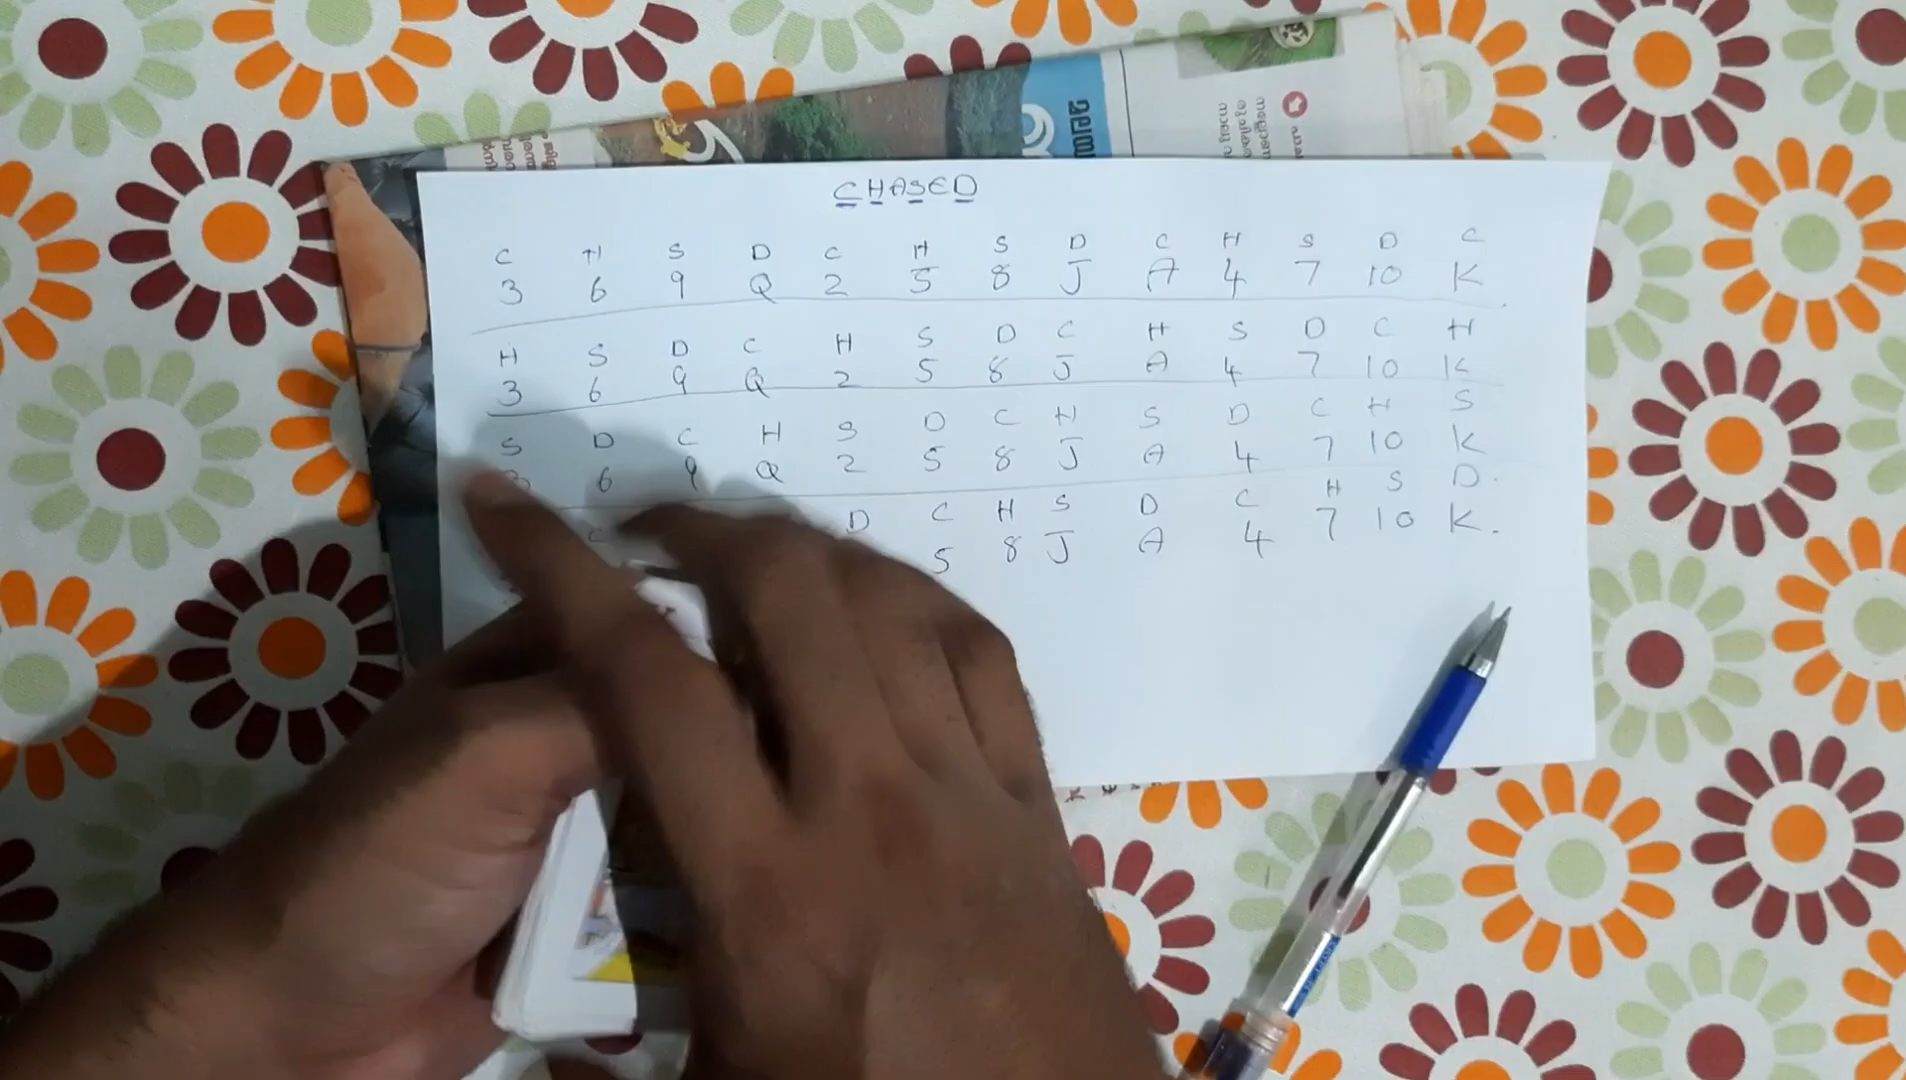 CHASED
C H S D C H S D C H S D C
3 6 9 Q 2 5 8 J A 4 7 10 K
H S D C H S D C H S D C H
3 6 9 Q 2 5 8 J A 4 7 10 K
S D C H S D C H S D C H S
3 6 9 Q 2 5 8 J A 4 7 10 K
C D C H S D C H S D.
5 8 J A 4 7 10 K.